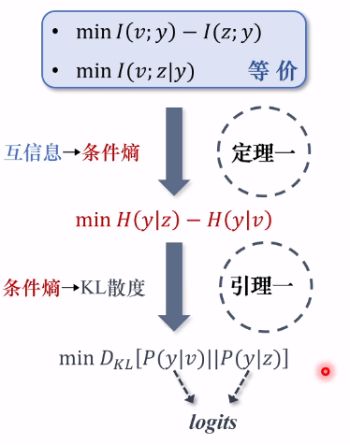 • min I(v; y) − I(z; y)
• min I(v; z|y) 等价
互信息→条件熵 定理一
min H(y|z) − H(y|v)
条件熵→KL散度 引理一
min D_{KL}[P(y|v)||P(y|z)]
logits